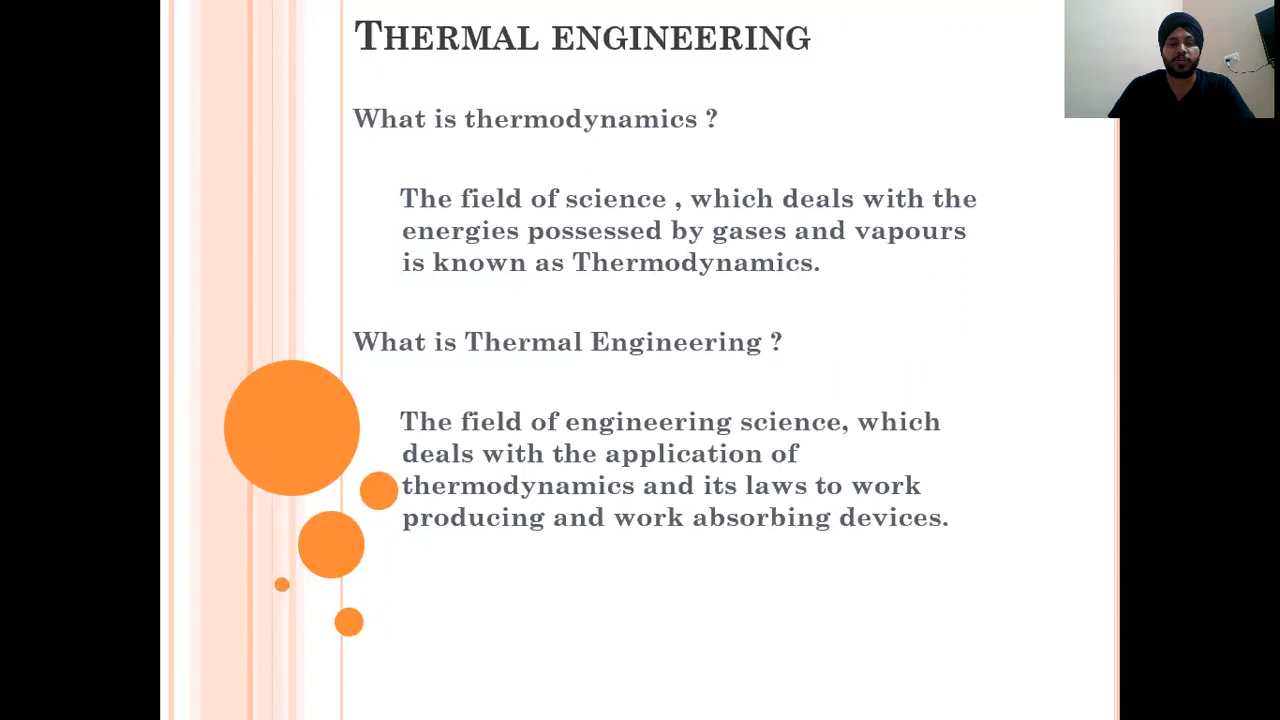 THERMAL ENGINEERING
What is thermodynamics ?
The field of science , which deals with the
energies possessed by gases and vapours
is known as Thermodynamics.
What is Thermal Engineering ?
The field of engineering science, which
deals with the application of
thermodynamics and its laws to work
producing and work absorbing devices.